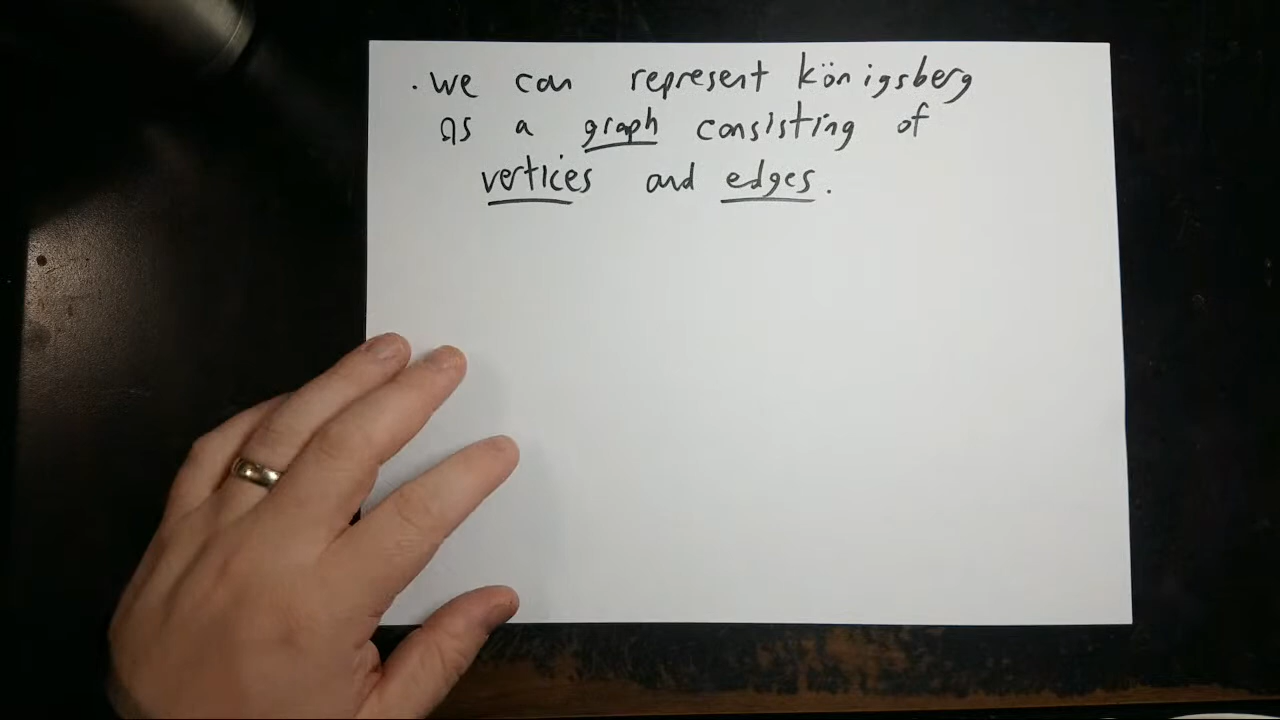 · we can represent königsberg
as a graph consisting of
vertices and edges.